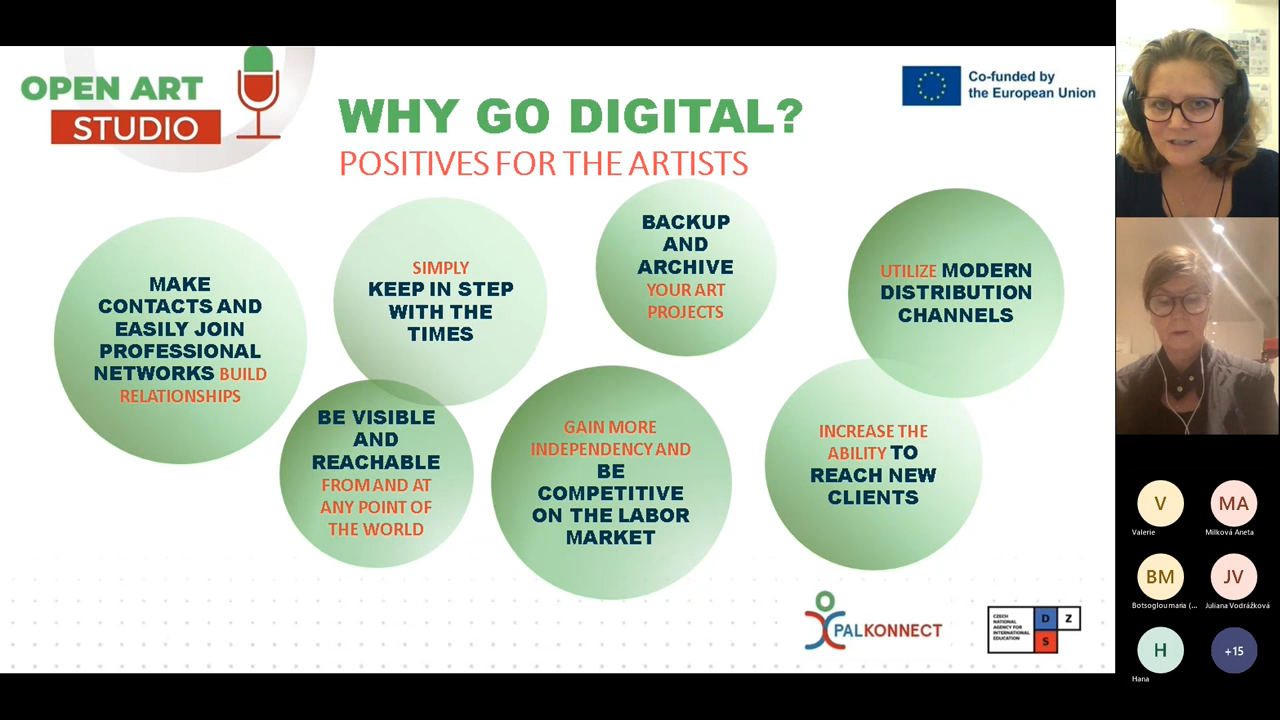 OPEN ART
STUDIO
WHY GO DIGITAL?
POSITIVES FOR THE ARTISTS
Co-funded by
the European Union
MAKE
CONTACTS AND
EASILY JOIN
PROFESSIONAL
NETWORKS BUILD
RELATIONSHIPS
SIMPLY
KEEP IN STEP
WITH THE
TIMES
BACKUP
AND
ARCHIVE
YOUR ART
PROJECTS
UTILIZE MODERN
DISTRIBUTION
CHANNELS
BE VISIBLE
AND
REACHABLE
FROM AND AT
ANY POINT OF
THE WORLD
GAIN MORE
INDEPENDENCY AND
BE
COMPETITIVE
ON THE LABOR
MARKET
INCREASE THE
ABILITY TO
REACH NEW
CLIENTS
PALKONNECT
CZECH
NATIONAL
AGENCY FOR
INTERNATIONAL
EDUCATION
D
Z
S
V
Valerie
MA
Milková Aneta
BM
Botsoglou maria (...
JV
Juliana Vodrážková
H
Hana
+15